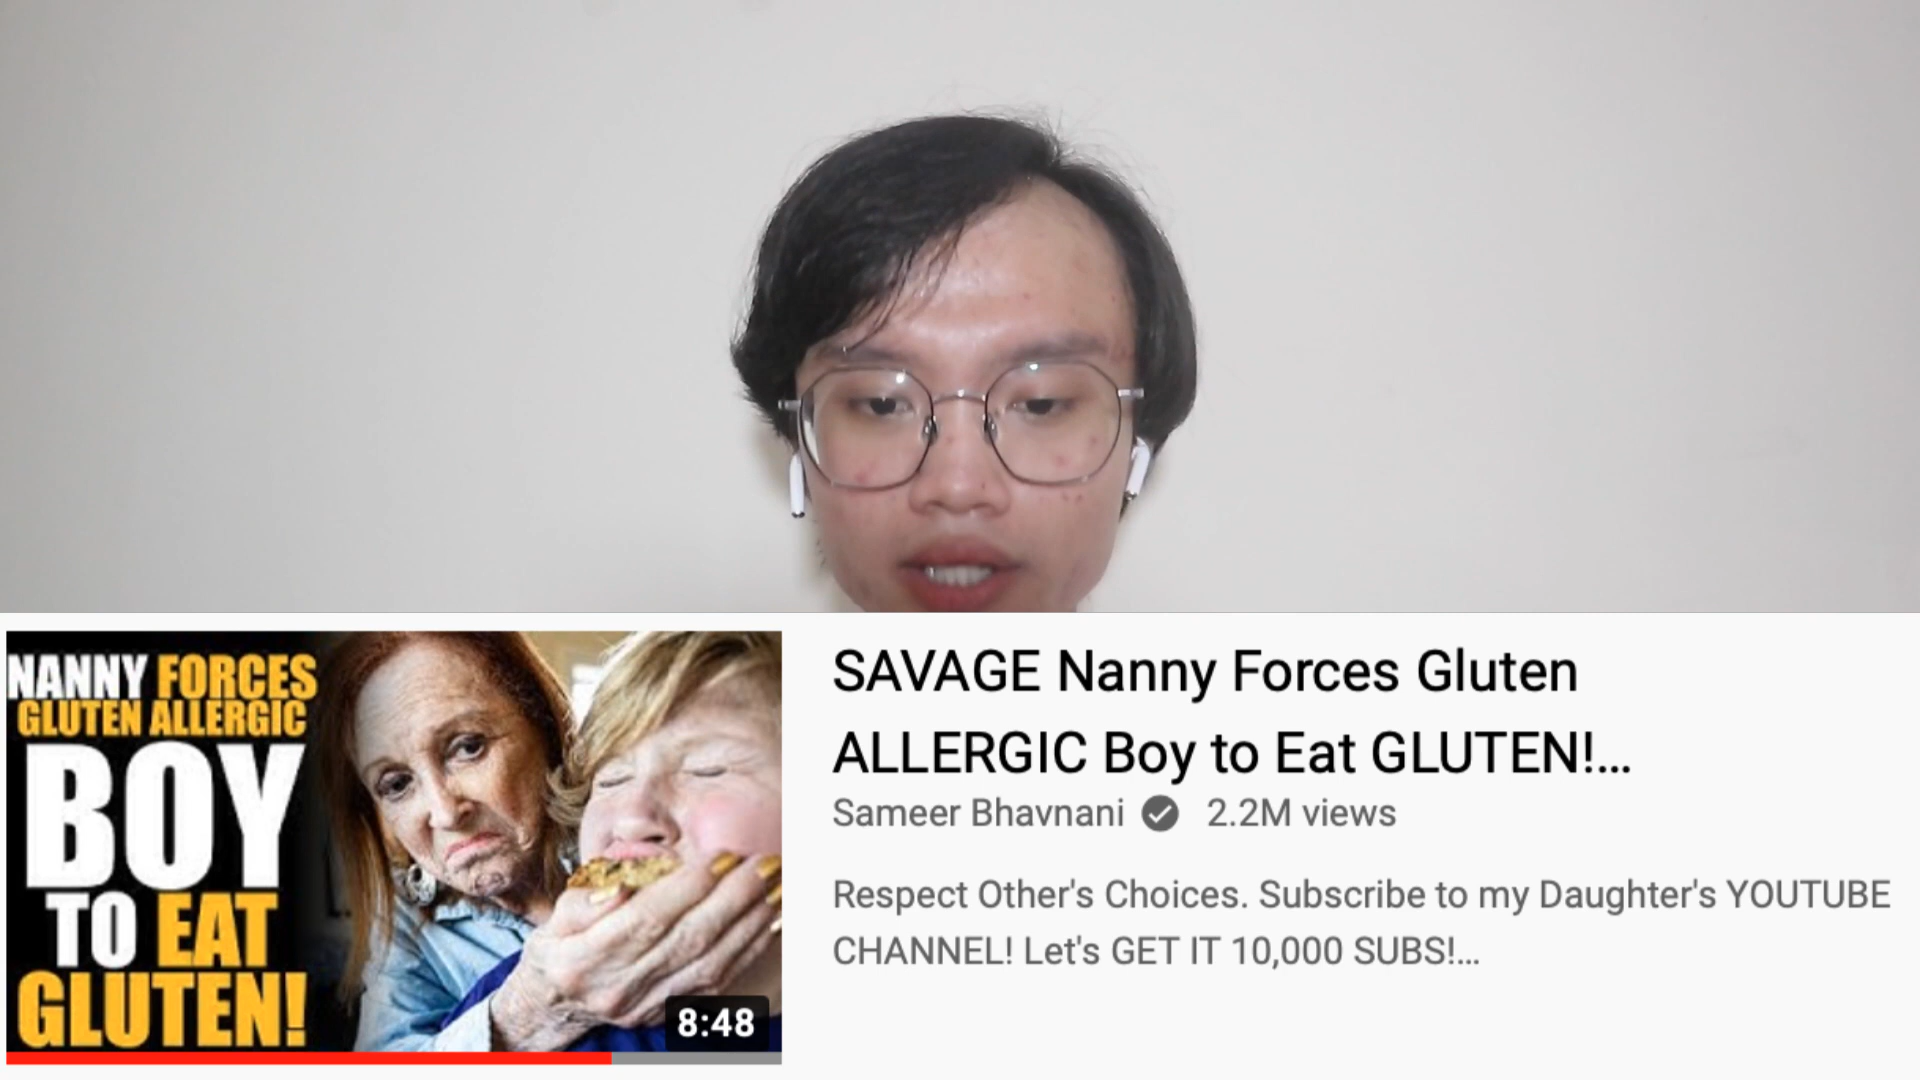 NANNY FORCES
GLUTEN ALLERGIC
BOY
TO EAT
GLUTEN!
8:48
SAVAGE Nanny Forces Gluten
ALLERGIC Boy to Eat GLUTEN!...
Sameer Bhavnani 2.2M views
Respect Other's Choices. Subscribe to my Daughter's YOUTUBE
CHANNEL! Let's GET IT 10,000 SUBS!...